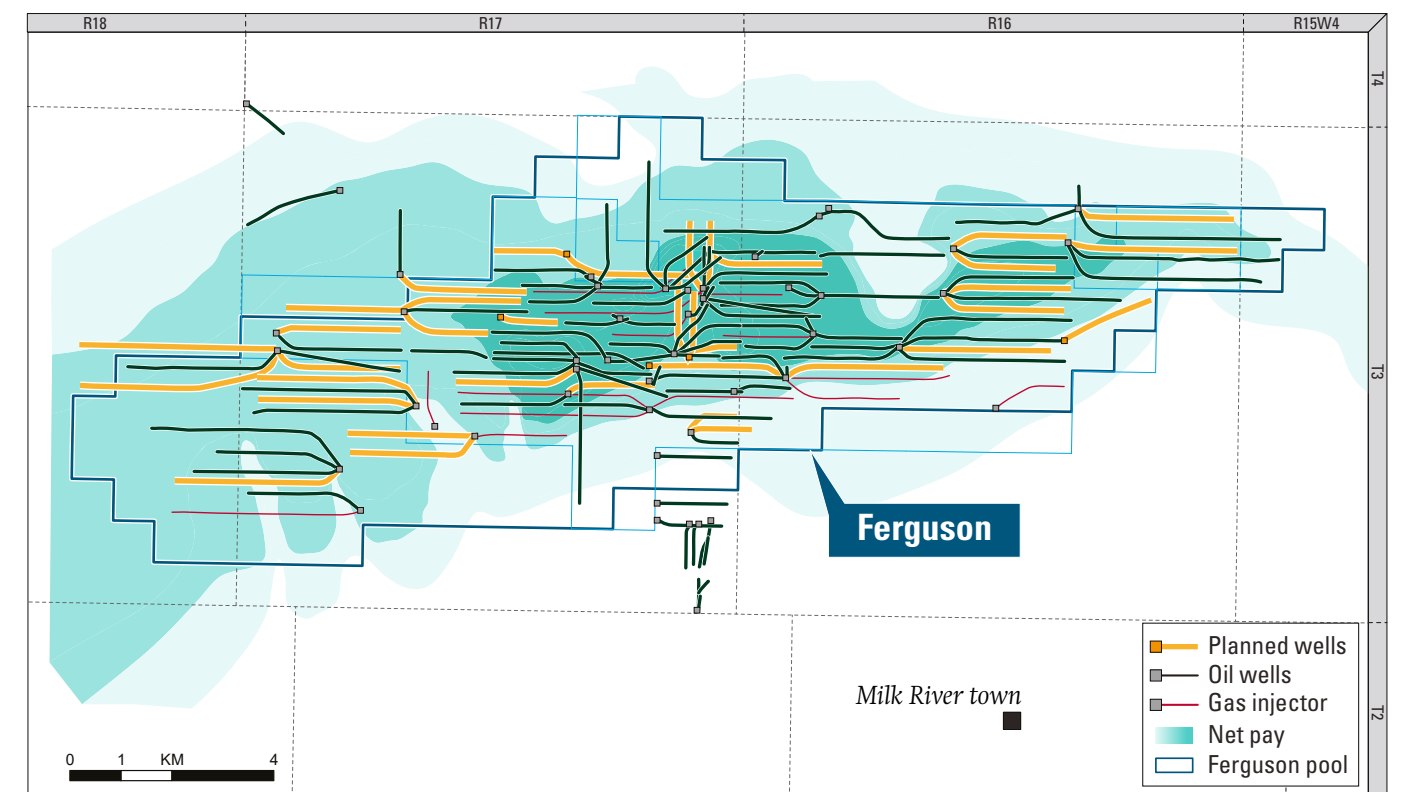 R18 R17 R16 R15W4
T4
T3
Ferguson
Planned wells
Oil wells
Gas injector
Net pay
Ferguson pool
Milk River town
T2
0 1 KM 4